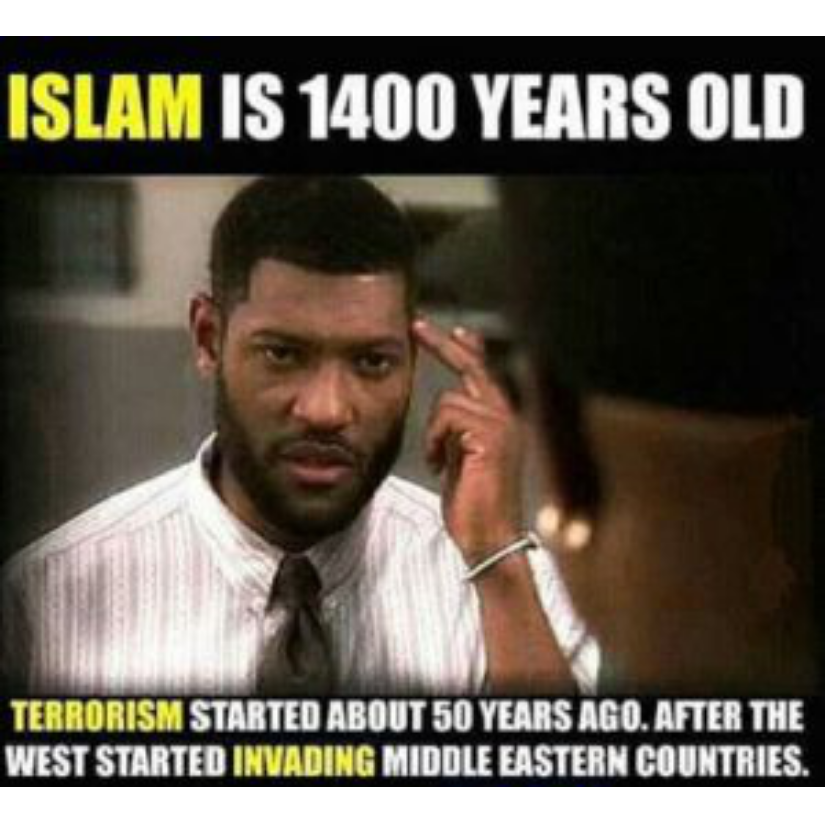 ISLAM IS 1400 YEARS OLD
TERRORISM STARTED ABOUT 50 YEARS AGO. AFTER THE
WEST STARTED INVADING MIDDLE EASTERN COUNTRIES.